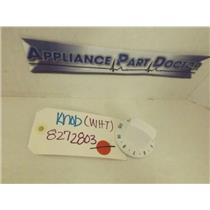 APPLIANCE PART DOCTOR
KNOB (WHT)
8272803